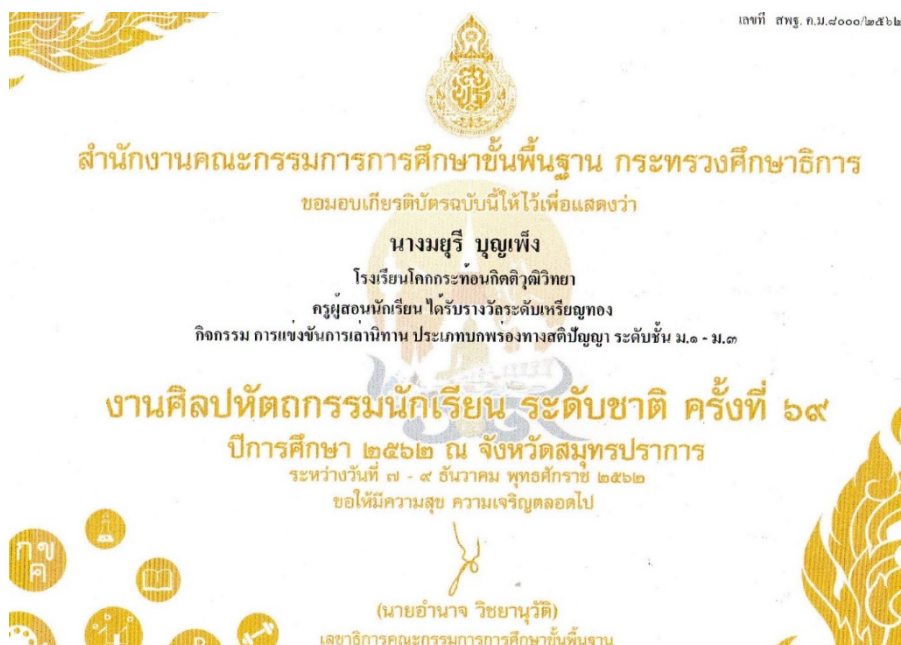 เลขที่ สพฐ. ค.ม.๘๐๐๐/๒๕๖๒
สำนักงานคณะกรรมการการศึกษาขั้นพื้นฐาน กระทรวงศึกษาธิการ
ขอมอบเกียรติบัตรฉบับนี้ให้ไว้เพื่อแสดงว่า
นางมยุรี บุญเพ็ง
โรงเรียนโคกกระท้อนกิตติวุฒิวิทยา
ครูผู้สอนนักเรียน ได้รับรางวัลระดับเหรียญทอง
กิจกรรม การแข่งขันการเล่านิทาน ประเภทบกพร่องทางสติปัญญา ระดับชั้น ม.๑ - ม.๓
งานศิลปหัตถกรรมนักเรียน ระดับชาติ ครั้งที่ ๖๙
ปีการศึกษา ๒๕๖๒ ณ จังหวัดสมุทรปราการ
ระหว่างวันที่ ๗ - ๙ ธันวาคม พุทธศักราช ๒๕๖๒
ขอให้มีความสุข ความเจริญตลอดไป
ก ข
ค
(นายอำนาจ วิชยานุวัติ)
เลขาธิการคณะกรรมการการศึกษาขั้นพื้นฐาน